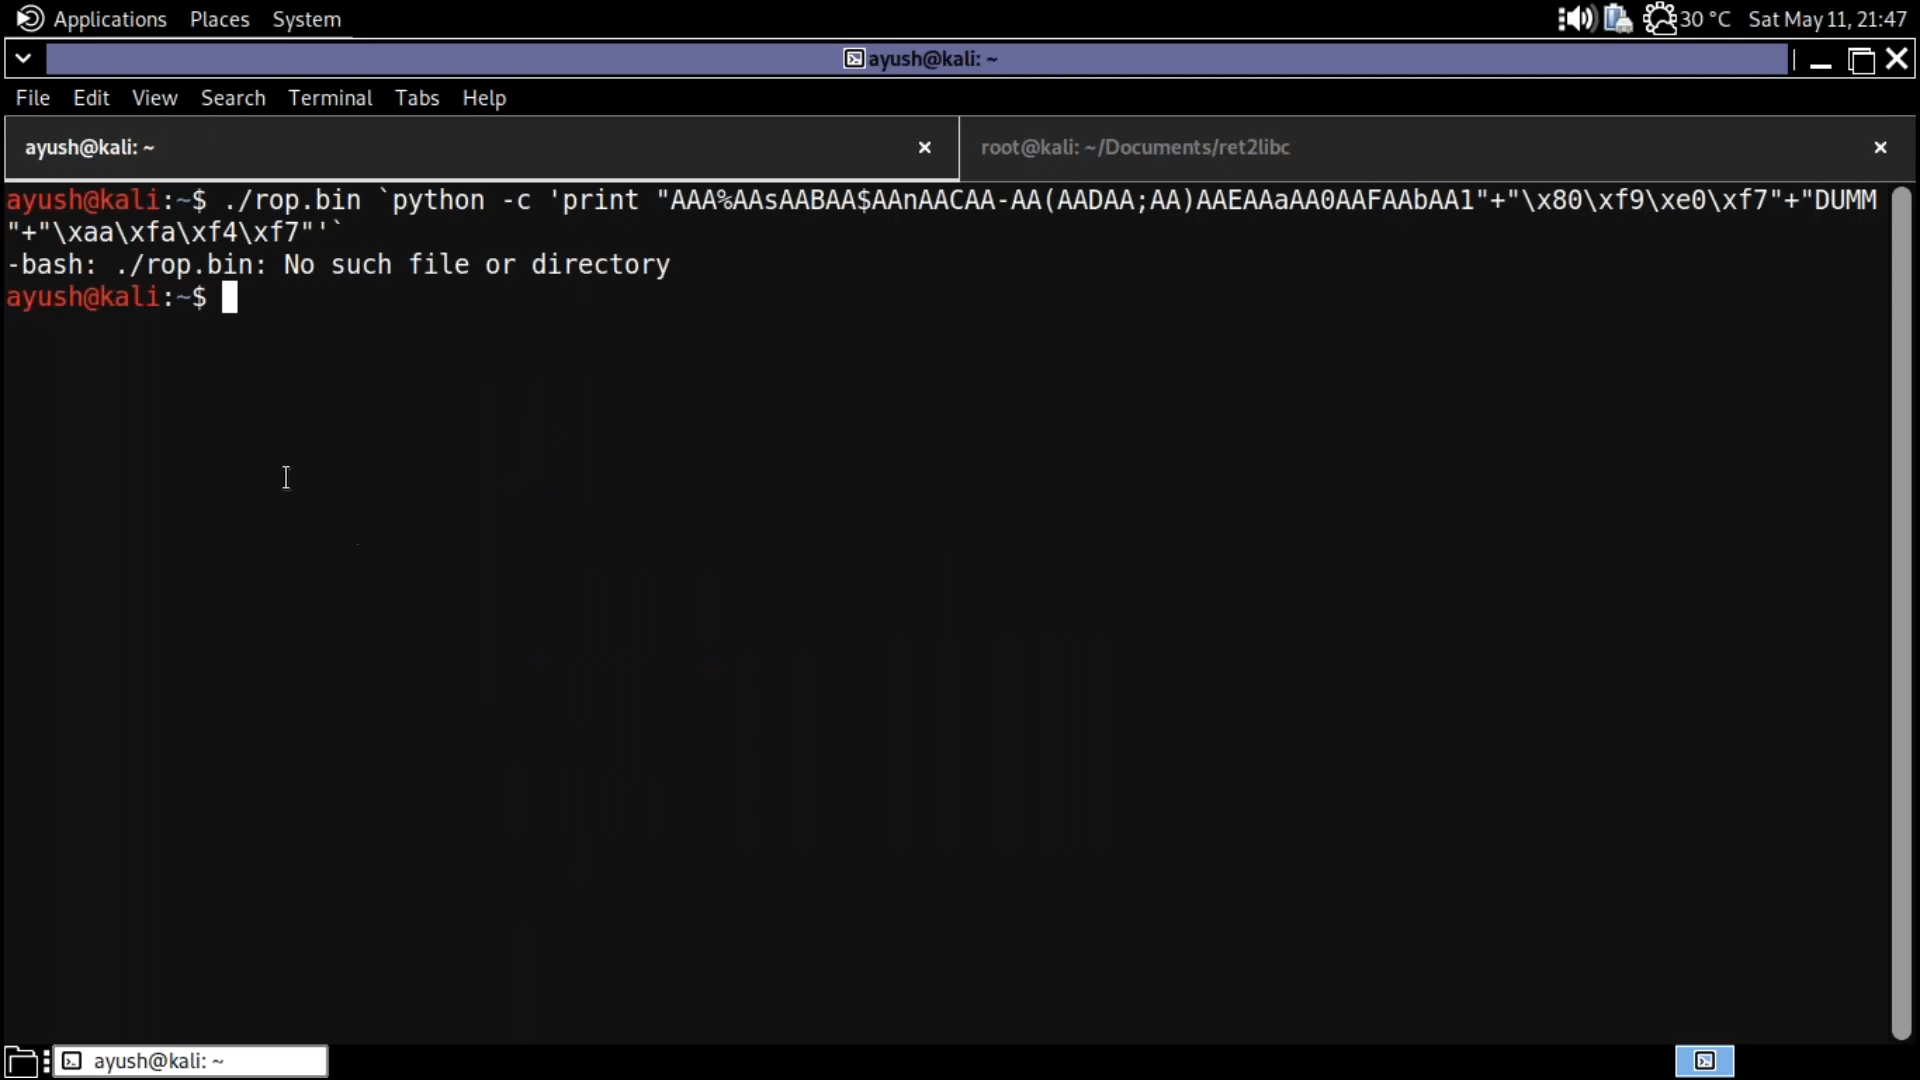 Applications Places System
30 °C Sat May 11, 21:47
ayush@kali: ~
File Edit View Search Terminal Tabs Help
ayush@kali: ~ ×
root@kali: ~/Documents/ret2libc ×
ayush@kali:~$ ./rop.bin `python -c 'print "AAA%AAsAABAA$AAnAACAA-AA(AADAA;AA)AAEAAaAA0AAFAAbAA1"+"\x80\xf9\xe0\xf7"+"DUMM
"+"\xaa\xfa\xf4\xf7"'`
-bash: ./rop.bin: No such file or directory
ayush@kali:~$
ayush@kali: ~